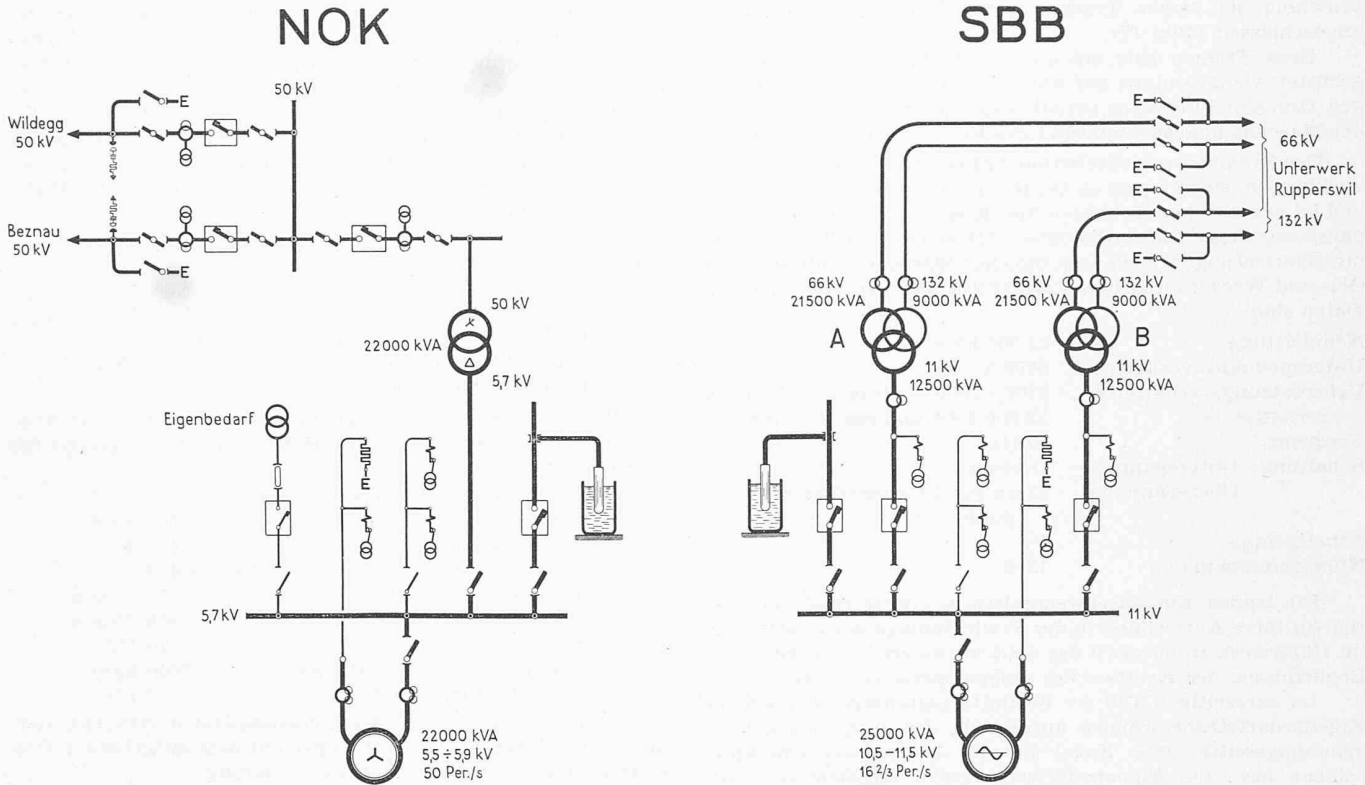 NOK
SBB
50 kV
E
Wildegg
50 kV
Beznau
50 kV
E
50 kV
22000 kVA
5,7 kV
Eigenbedarf
E
5,7 kV
22000 kVA
5,5 ÷ 5,9 kV
50 Per./s
E
E
E
E
66 kV
Unterwerk
Rupperswil
132 kV
66 kV
21500 kVA
132 kV
9000 kVA
66 kV
21500 kVA
132 kV
9000 kVA
A
B
11 kV
12500 kVA
11 kV
12500 kVA
E
11 kV
25000 kVA
10,5–11,5 kV
16 2/3 Per./s